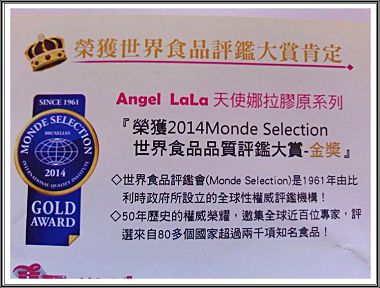 榮獲世界食品評鑑大賞肯定
SINCE 1961
MONDE SELECTION
BRUXELLES
2014
INTERNATIONAL QUALITY INSTITUTE
GOLD
AWARD
Angel LaLa 天使娜拉膠原系列
『榮獲2014Monde Selection
世界食品品質評鑑大賞-金獎』
◇世界食品評鑑會(Monde Selection)是1961年由比
利時政府所設立的全球性權威評鑑機構！
◇50年歷史的權威榮耀，邀集全球近百位專家，評
選來自80多個國家超過兩千項知名食品！